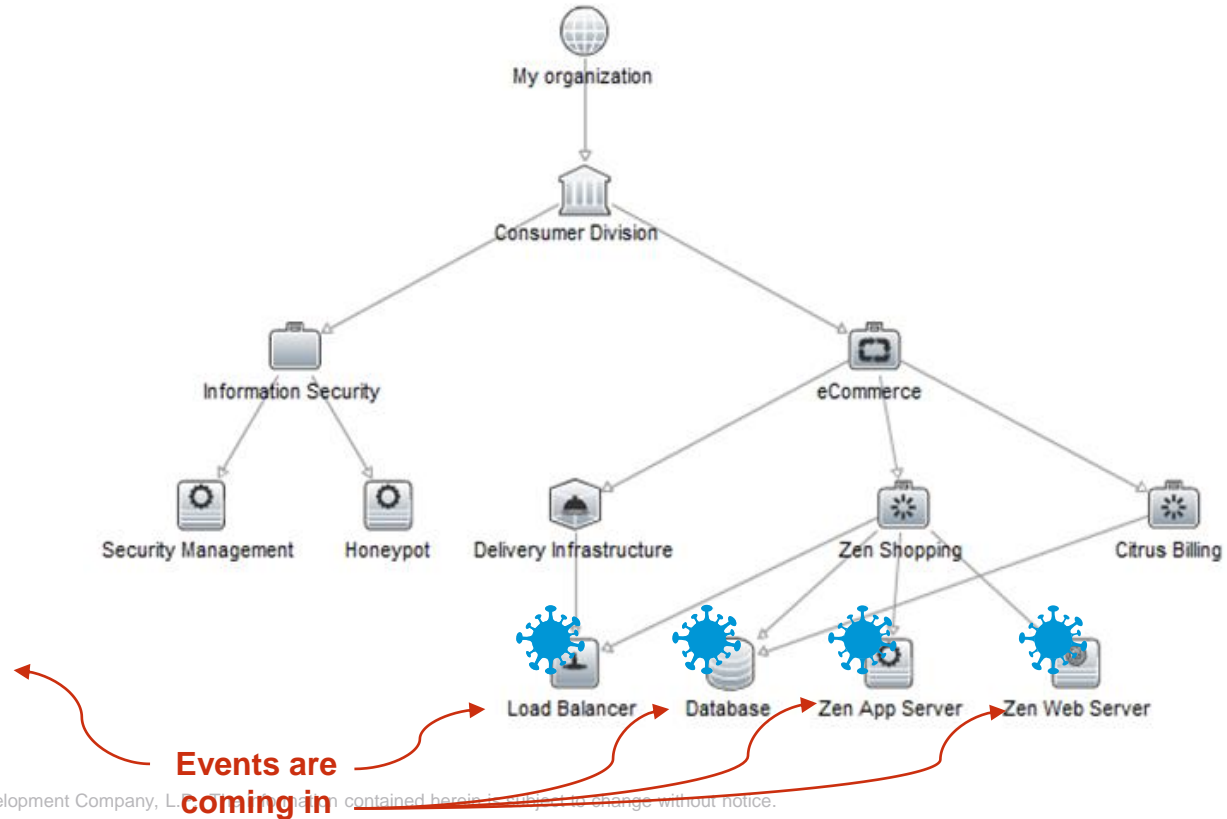 My organization
Consumer Division
Information Security
eCommerce
Security Management
Honeypot
Delivery Infrastructure
Zen Shopping
Citrus Billing
Load Balancer
Database
Zen App Server
Zen Web Server
Events are
coming in
elopment Company, L.P. The information contained herein is subject to change without notice.